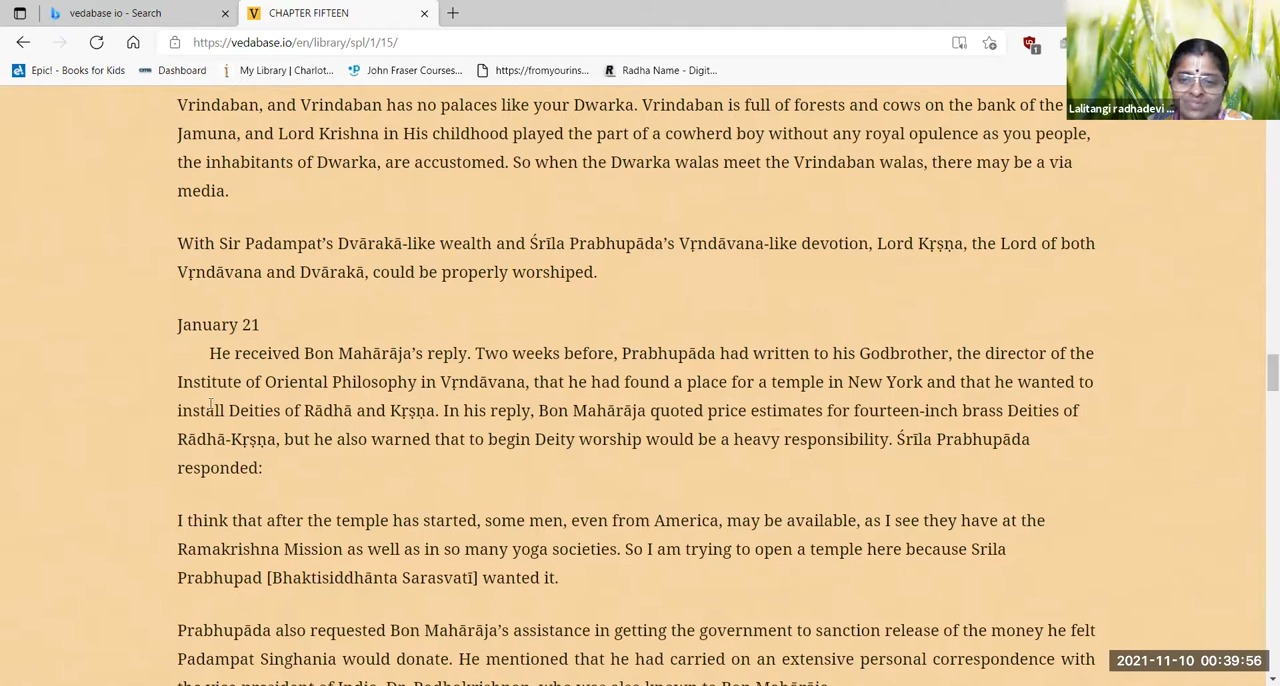 vedabase io - Search
CHAPTER FIFTEEN
https://vedabase.io/en/library/spl/1/15/
Epic! - Books for Kids
Dashboard
My Library | Charlot...
John Fraser Courses...
https://fromyourins...
Radha Name - Digit...
Lalitangi radhadevi ...
Vrindaban, and Vrindaban has no palaces like your Dwarka. Vrindaban is full of forests and cows on the bank of the
Jamuna, and Lord Krishna in His childhood played the part of a cowherd boy without any royal opulence as you people,
the inhabitants of Dwarka, are accustomed. So when the Dwarka walas meet the Vrindaban walas, there may be a via
media.
With Sir Padampat’s Dvārakā-like wealth and Śrīla Prabhupāda’s Vṛndāvana-like devotion, Lord Kṛṣṇa, the Lord of both
Vṛndāvana and Dvārakā, could be properly worshiped.
January 21
He received Bon Mahārāja’s reply. Two weeks before, Prabhupāda had written to his Godbrother, the director of the
Institute of Oriental Philosophy in Vṛndāvana, that he had found a place for a temple in New York and that he wanted to
install Deities of Rādhā and Kṛṣṇa. In his reply, Bon Mahārāja quoted price estimates for fourteen-inch brass Deities of
Rādhā-Kṛṣṇa, but he also warned that to begin Deity worship would be a heavy responsibility. Śrīla Prabhupāda
responded:
I think that after the temple has started, some men, even from America, may be available, as I see they have at the
Ramakrishna Mission as well as in so many yoga societies. So I am trying to open a temple here because Srila
Prabhupad [Bhaktisiddhānta Sarasvatī] wanted it.
Prabhupāda also requested Bon Mahārāja’s assistance in getting the government to sanction release of the money he felt
Padampat Singhania would donate. He mentioned that he had carried on an extensive personal correspondence with
the vice president of India, Dr. Radhakrishnan, who was also known to Bon Mahārāja
2021-11-10 00:39:56